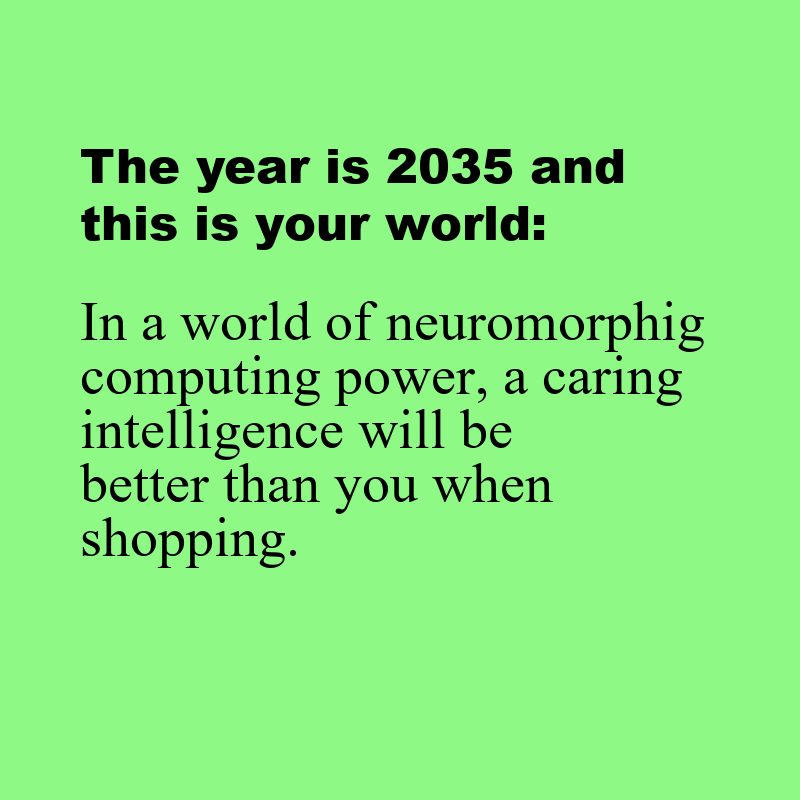 The year is 2035 and
this is your world:
In a world of neuromorphig
computing power, a caring
intelligence will be
better than you when
shopping.